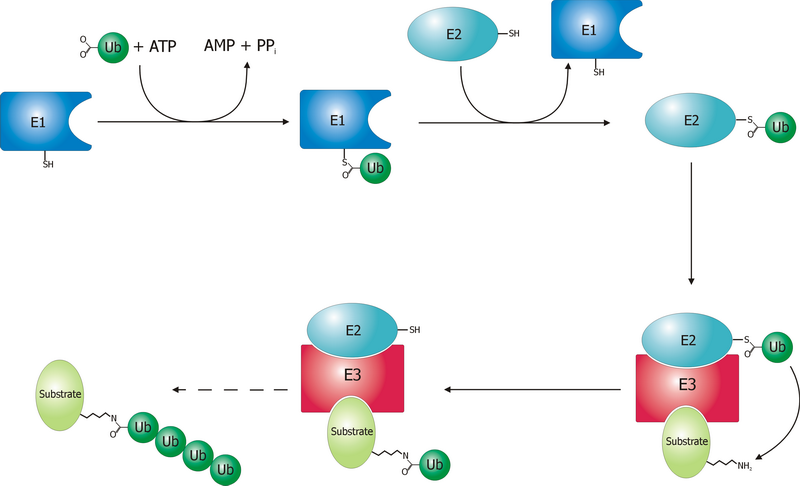 O
O
Ub + ATP
AMP + PPi
E2 SH
E1
SH
E1
SH
E1
S
O
Ub
E2 S
O
Ub
E2 S
O
Ub
E3
Substrate
NH2
E2 SH
E3
Substrate
N
O
Ub
Substrate
N
O
Ub
Ub
Ub
Ub